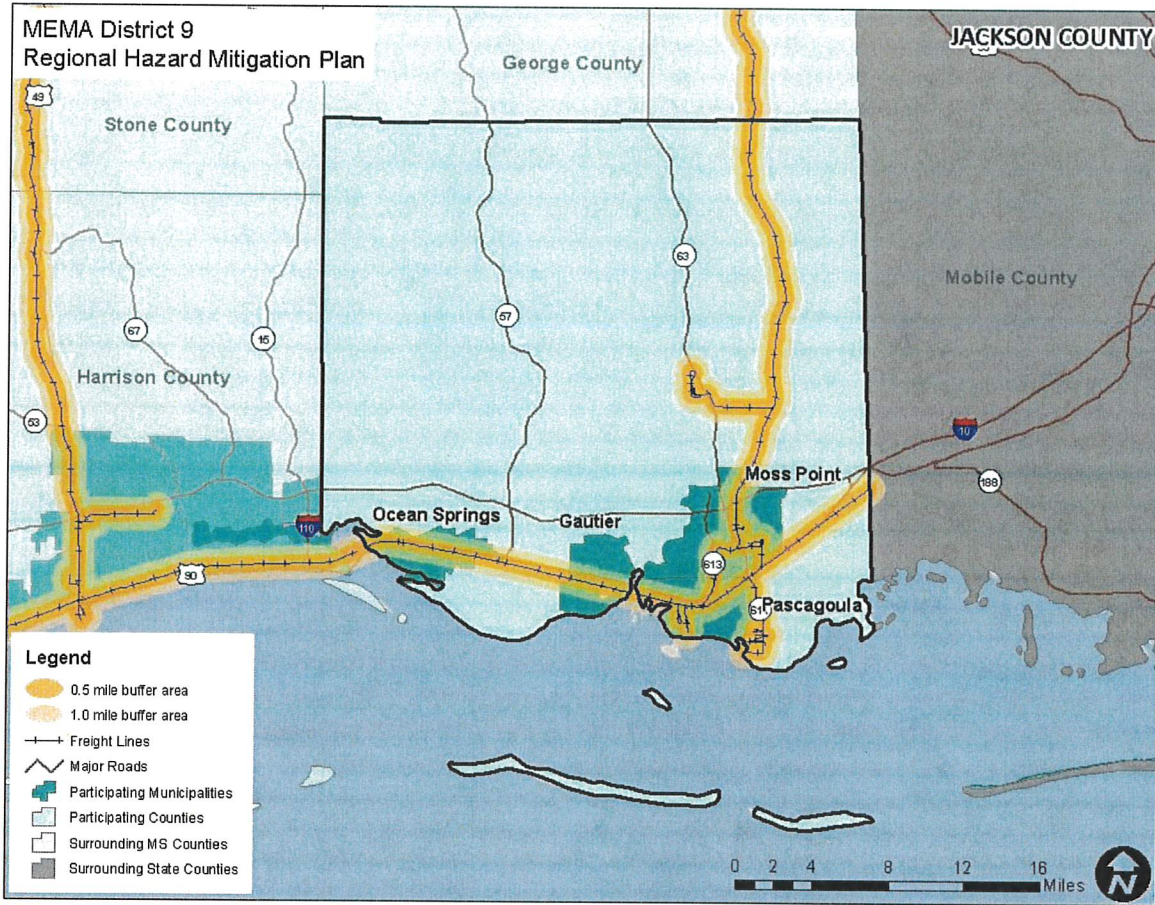 MEMA District 9
Regional Hazard Mitigation Plan
JACKSON COUNTY
George County
49
Stone County
63
57
Mobile County
67
15
Harrison County
53
10
Moss Point
188
Ocean Springs
Gautier
110
613
90
Pascagoula
Legend
0.5 mile buffer area
1.0 mile buffer area
Freight Lines
Major Roads
Participating Municipalities
Participating Counties
Surrounding MS Counties
Surrounding State Counties
0 2 4 8 12 16
Miles
N